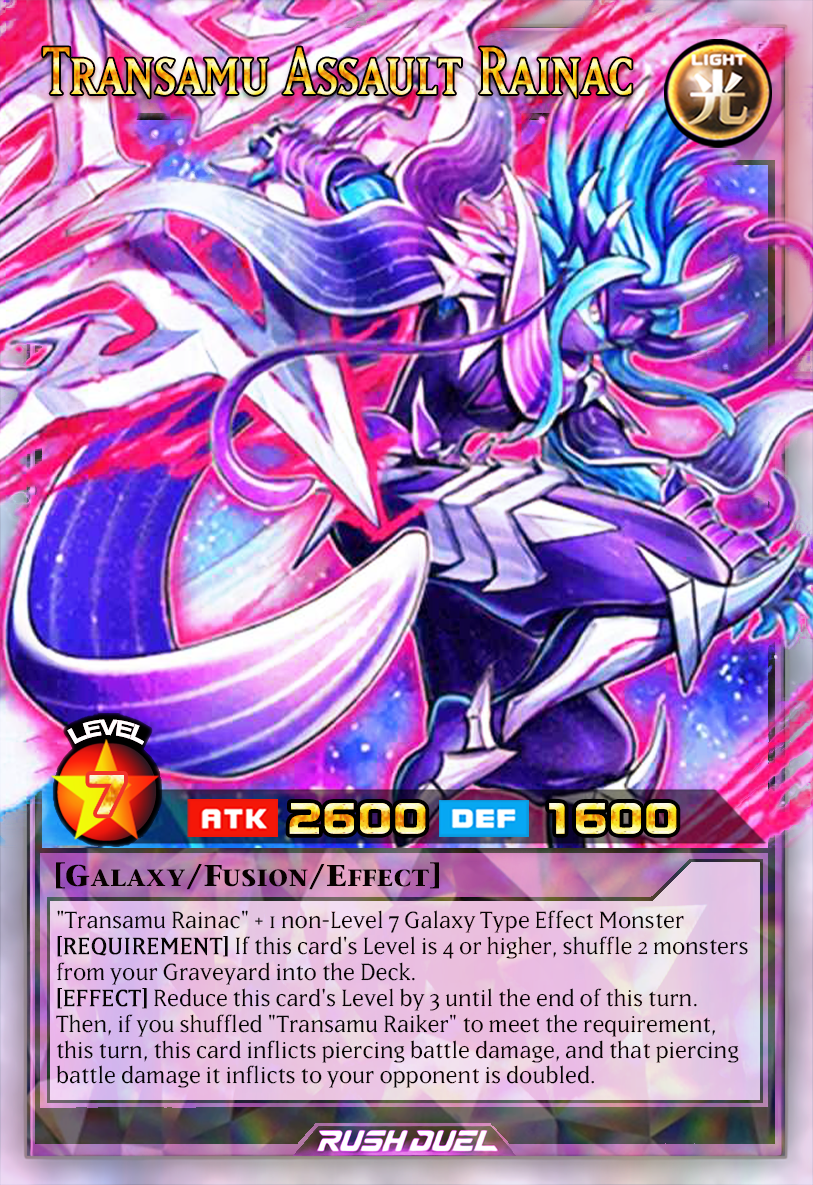 TRANSAMU ASSAULT RAINAC
LIGHT
光
LEVEL
7
ATK 2600 DEF 1600
[GALAXY/FUSION/EFFECT]
"Transamu Rainac" + 1 non-Level 7 Galaxy Type Effect Monster
[REQUIREMENT] If this card's Level is 4 or higher, shuffle 2 monsters
from your Graveyard into the Deck.
[EFFECT] Reduce this card's Level by 3 until the end of this turn.
Then, if you shuffled "Transamu Raiker" to meet the requirement,
this turn, this card inflicts piercing battle damage, and that piercing
battle damage it inflicts to your opponent is doubled.
RUSH DUEL